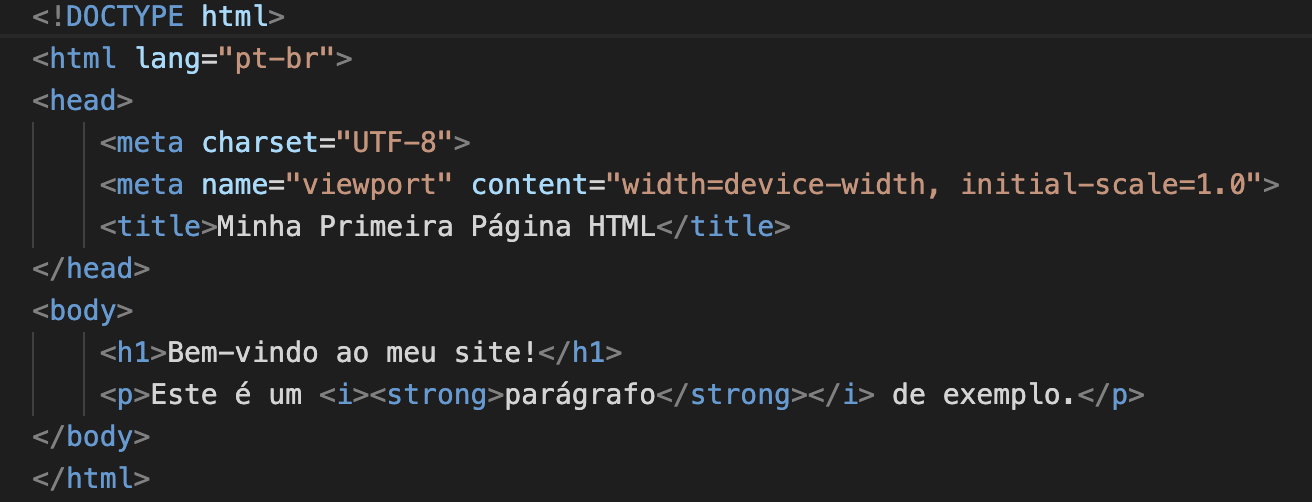 <!DOCTYPE html>
<html lang="pt-br">
<head>
<meta charset="UTF-8">
<meta name="viewport" content="width=device-width, initial-scale=1.0">
<title>Minha Primeira Página HTML</title>
</head>
<body>
<h1>Bem-vindo ao meu site!</h1>
<p>Este é um <i><strong>parágrafo</strong></i> de exemplo.</p>
</body>
</html>